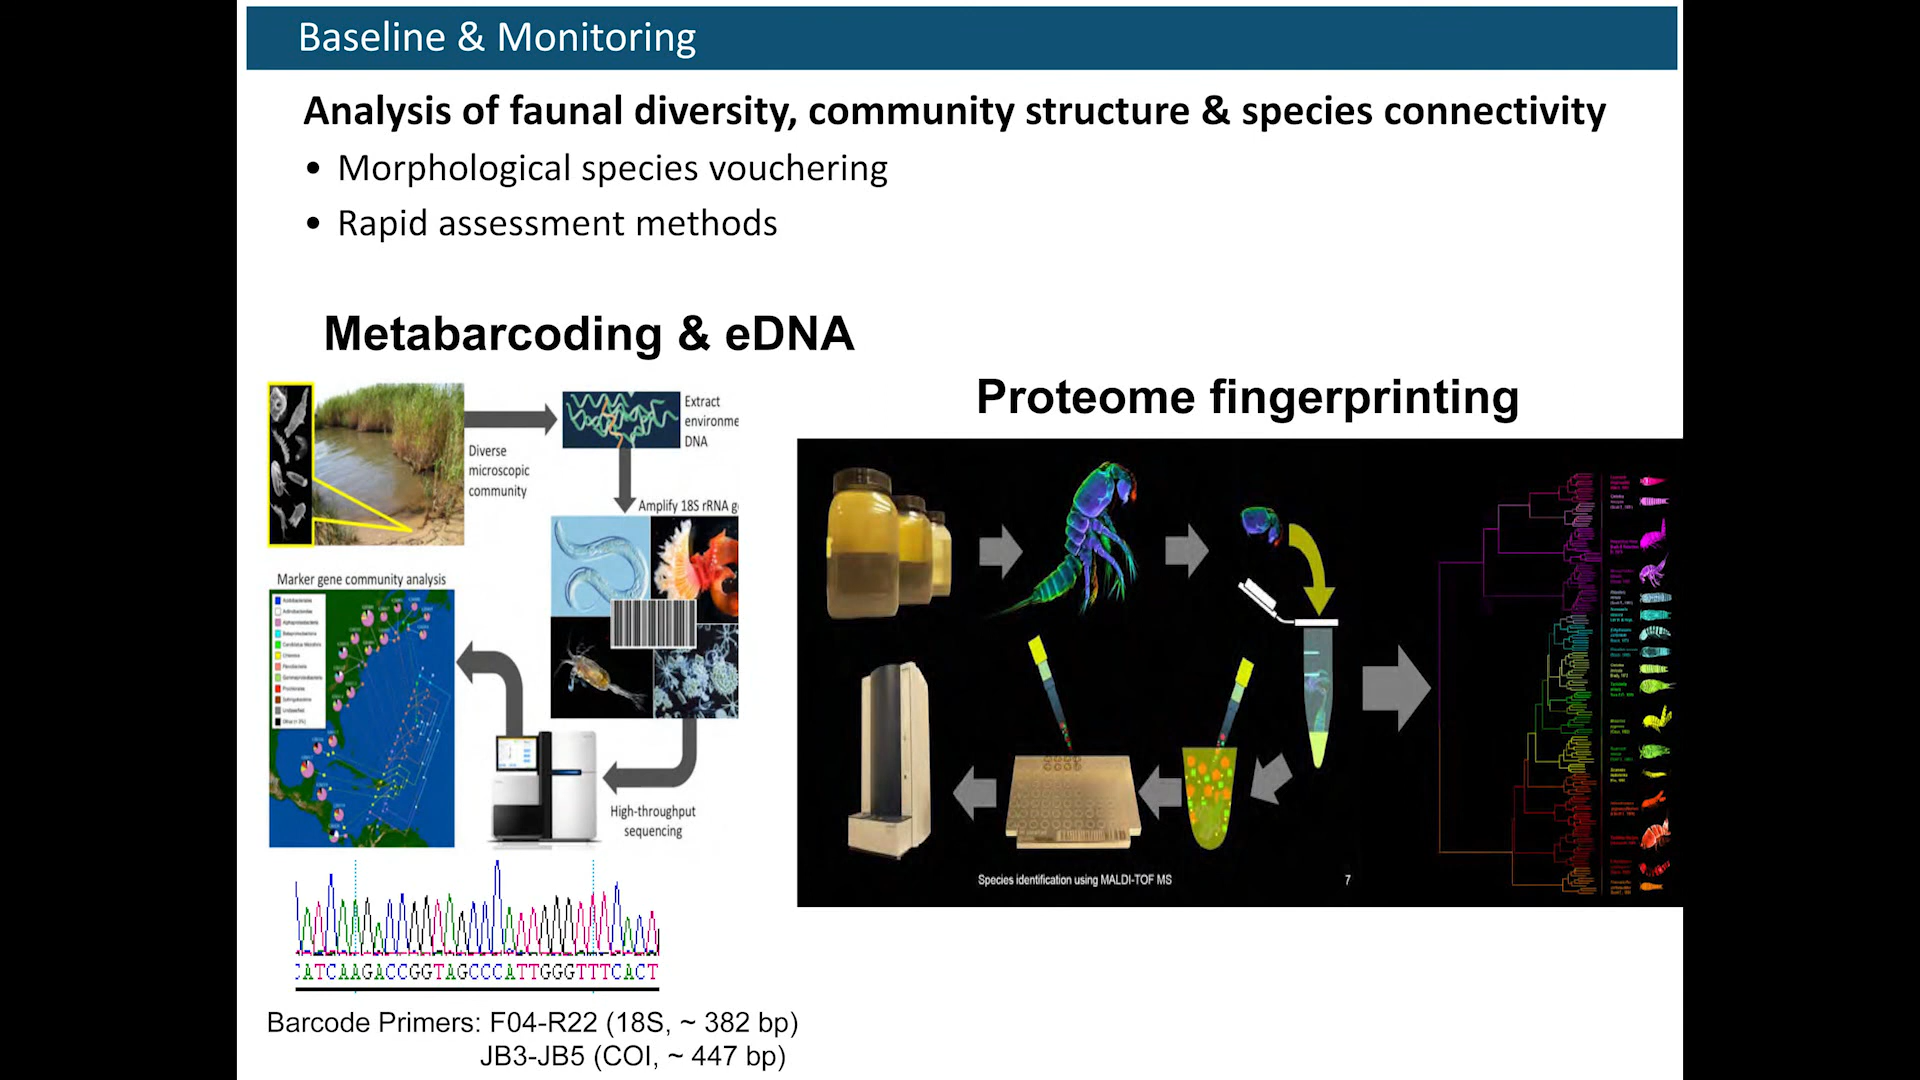 Baseline & Monitoring
Analysis of faunal diversity, community structure & species connectivity
• Morphological species vouchering
• Rapid assessment methods
Metabarcoding & eDNA
Proteome fingerprinting
Extract
environme
DNA
Diverse
microscopic
community
Amplify 18S rRNA g
Marker gene community analysis
High-throughput
sequencing
Species identification using MALDI-TOF MS
7
CATCAAGACCGGTAGCCCATTGGGTTTCACT
Barcode Primers: F04-R22 (18S, ~ 382 bp)
JB3-JB5 (COI, ~ 447 bp)